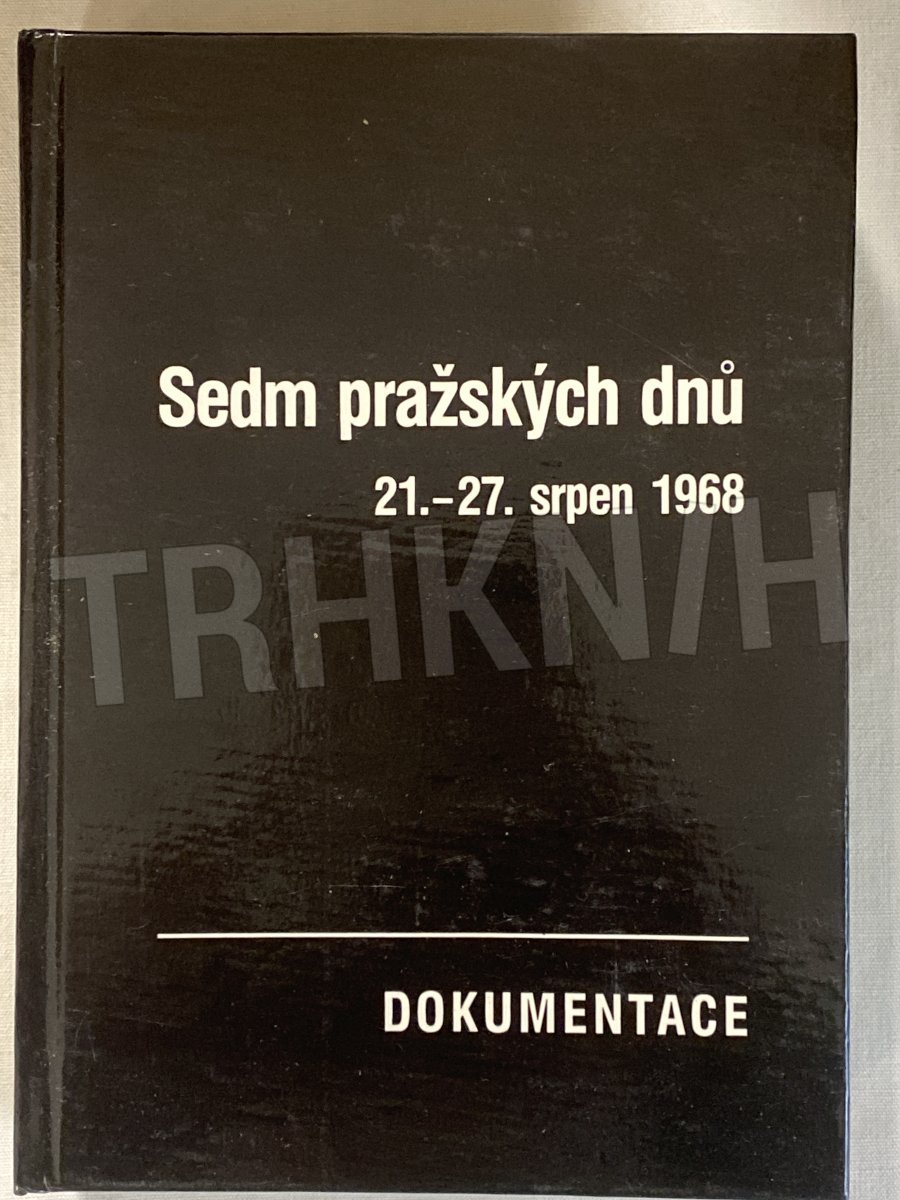 Sedm pražských dnů
21.–27. srpen 1968
TRHKNIH
DOKUMENTACE